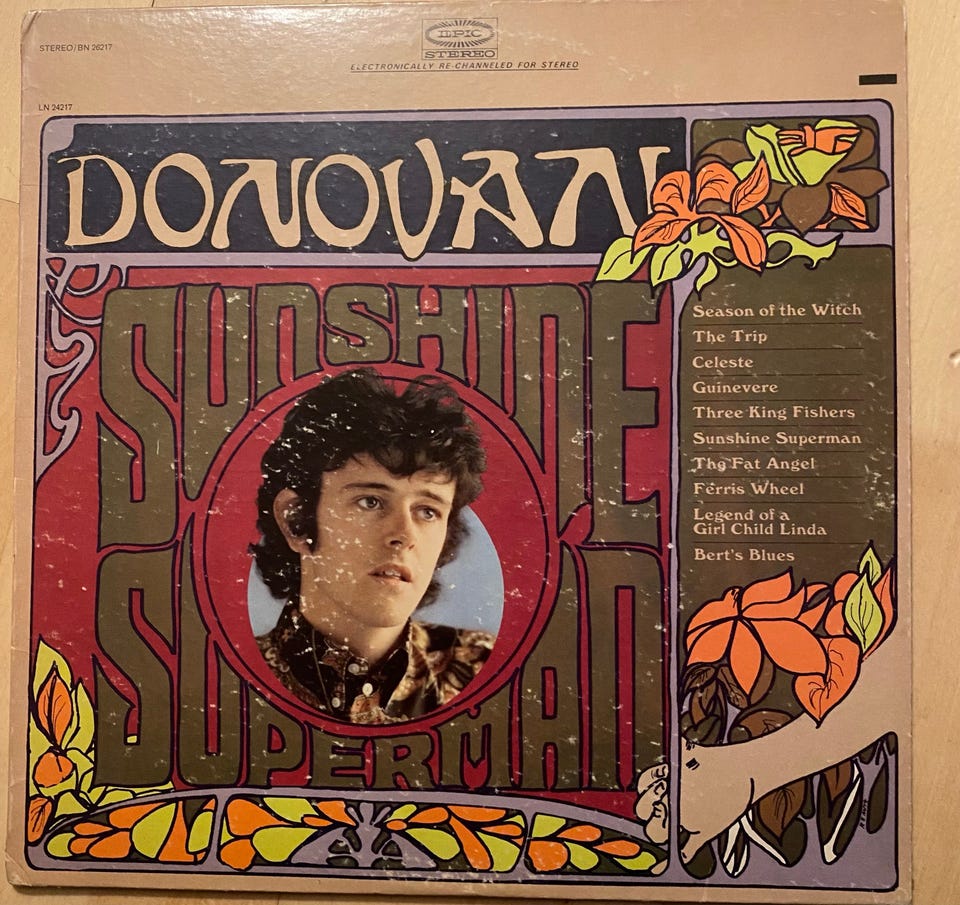 STEREO/BN 26217
EPIC
STEREO
ELECTRONICALLY RE-CHANNELED FOR STEREO
LN 24217
DONOVAN
SUNSHINE
SUPERMAN
Season of the Witch
The Trip
Celeste
Guinevere
Three King Fishers
Sunshine Superman
The Fat Angel
Ferris Wheel
Legend of a
Girl Child Linda
Bert's Blues